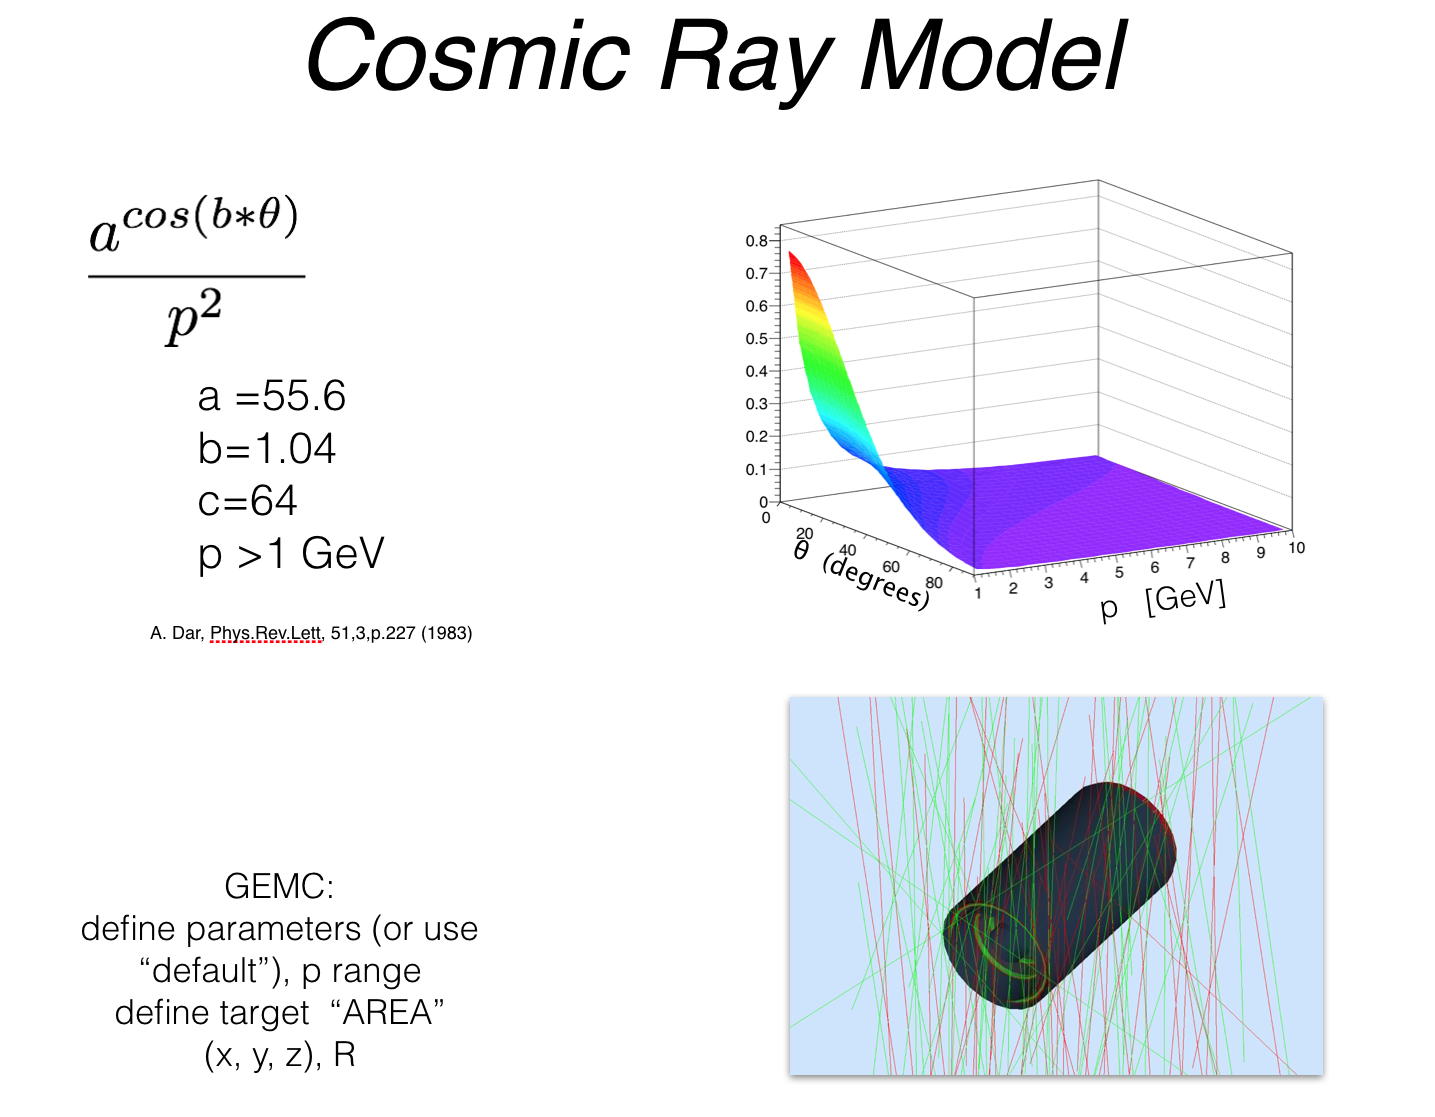 Cosmic Ray Model
a^{cos(b*θ)}
p^2
a =55.6
b=1.04
c=64
p >1 GeV
A. Dar, Phys.Rev.Lett, 51,3,p.227 (1983)
0.8
0.7
0.6
0.5
0.4
0.3
0.2
0.1
0
0
20
40
60
80
θ (degrees)
1
2
3
4
5
6
7
8
9
10
p [GeV]
GEMC:
define parameters (or use
“default”), p range
define target “AREA”
(x, y, z), R